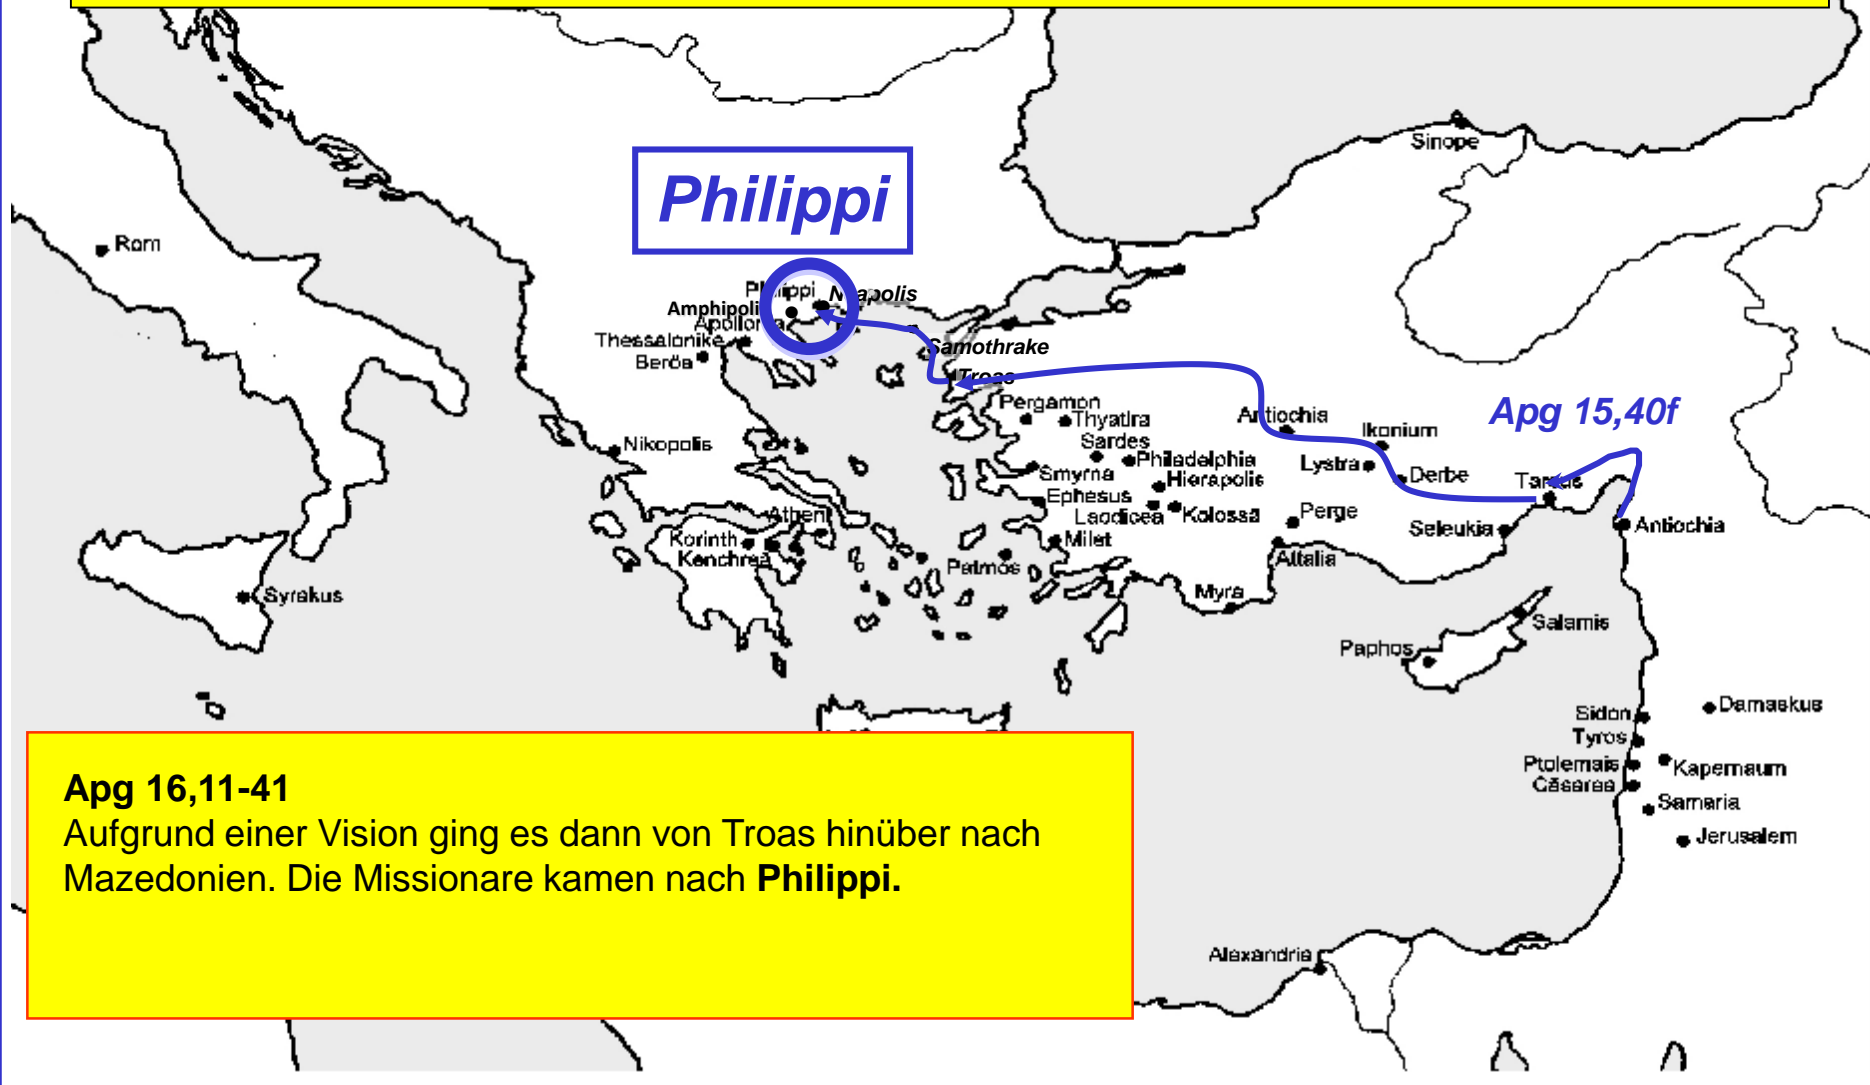 Sinope
Philippi
Rom
Philippi
Neapolis
Amphipolis
Apollonia
Thessalonike
Beröa
Samothrake
Troas
Pergamon
Thyatira
Antiochia
Apg 15,40f
Ikonium
Nikopolis
Sardes
Philadelphia
Lystra
Derbe
Smyrna
Hierapolis
Tarsus
Ephesus
Laodicea
Kolossä
Perge
Athen
Seleukia
Antiochia
Korinth
Milet
Kenchreä
Patmos
Attalia
Syrakus
Myra
Salamis
Paphos
Damaskus
Sidon
Tyros
Ptolemais
Kapernaum
Cäsarea
Samaria
Jerusalem
Apg 16,11-41
Aufgrund einer Vision ging es dann von Troas hinüber nach
Mazedonien. Die Missionare kamen nach Philippi.
Alexandria